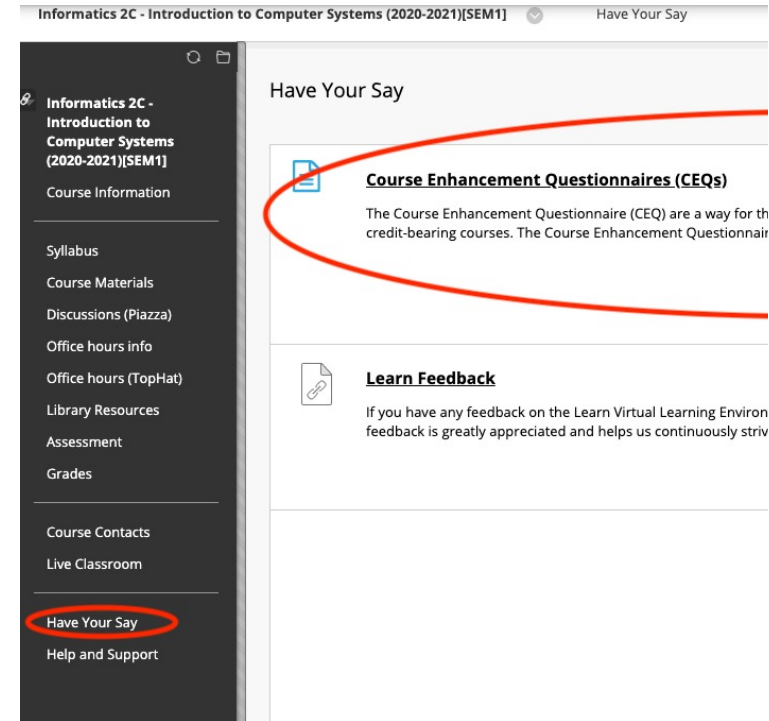 Informatics 2C - Introduction to Computer Systems (2020-2021)[SEM1] Have Your Say
Informatics 2C -
Introduction to
Computer Systems
(2020-2021)[SEM1]
Course Information
Syllabus
Course Materials
Discussions (Piazza)
Office hours info
Office hours (TopHat)
Library Resources
Assessment
Grades
Course Contacts
Live Classroom
Have Your Say
Help and Support
Have Your Say
Course Enhancement Questionnaires (CEQs)
The Course Enhancement Questionnaire (CEQ) are a way for th
credit-bearing courses. The Course Enhancement Questionnair
Learn Feedback
If you have any feedback on the Learn Virtual Learning Environ
feedback is greatly appreciated and helps us continuously striv